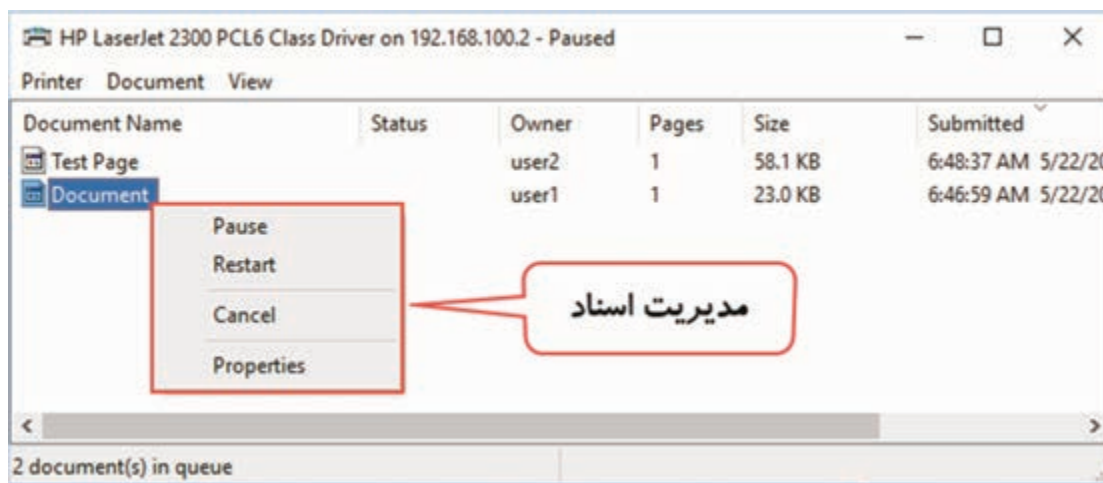 HP LaserJet 2300 PCL6 Class Driver on 192.168.100.2 - Paused
Printer Document View
Document Name Status Owner Pages Size Submitted
Test Page user2 1 58.1 KB 6:48:37 AM 5/22/20
Document user1 1 23.0 KB 6:46:59 AM 5/22/20
Pause
Restart
Cancel
Properties
مدیریت اسناد
2 document(s) in queue